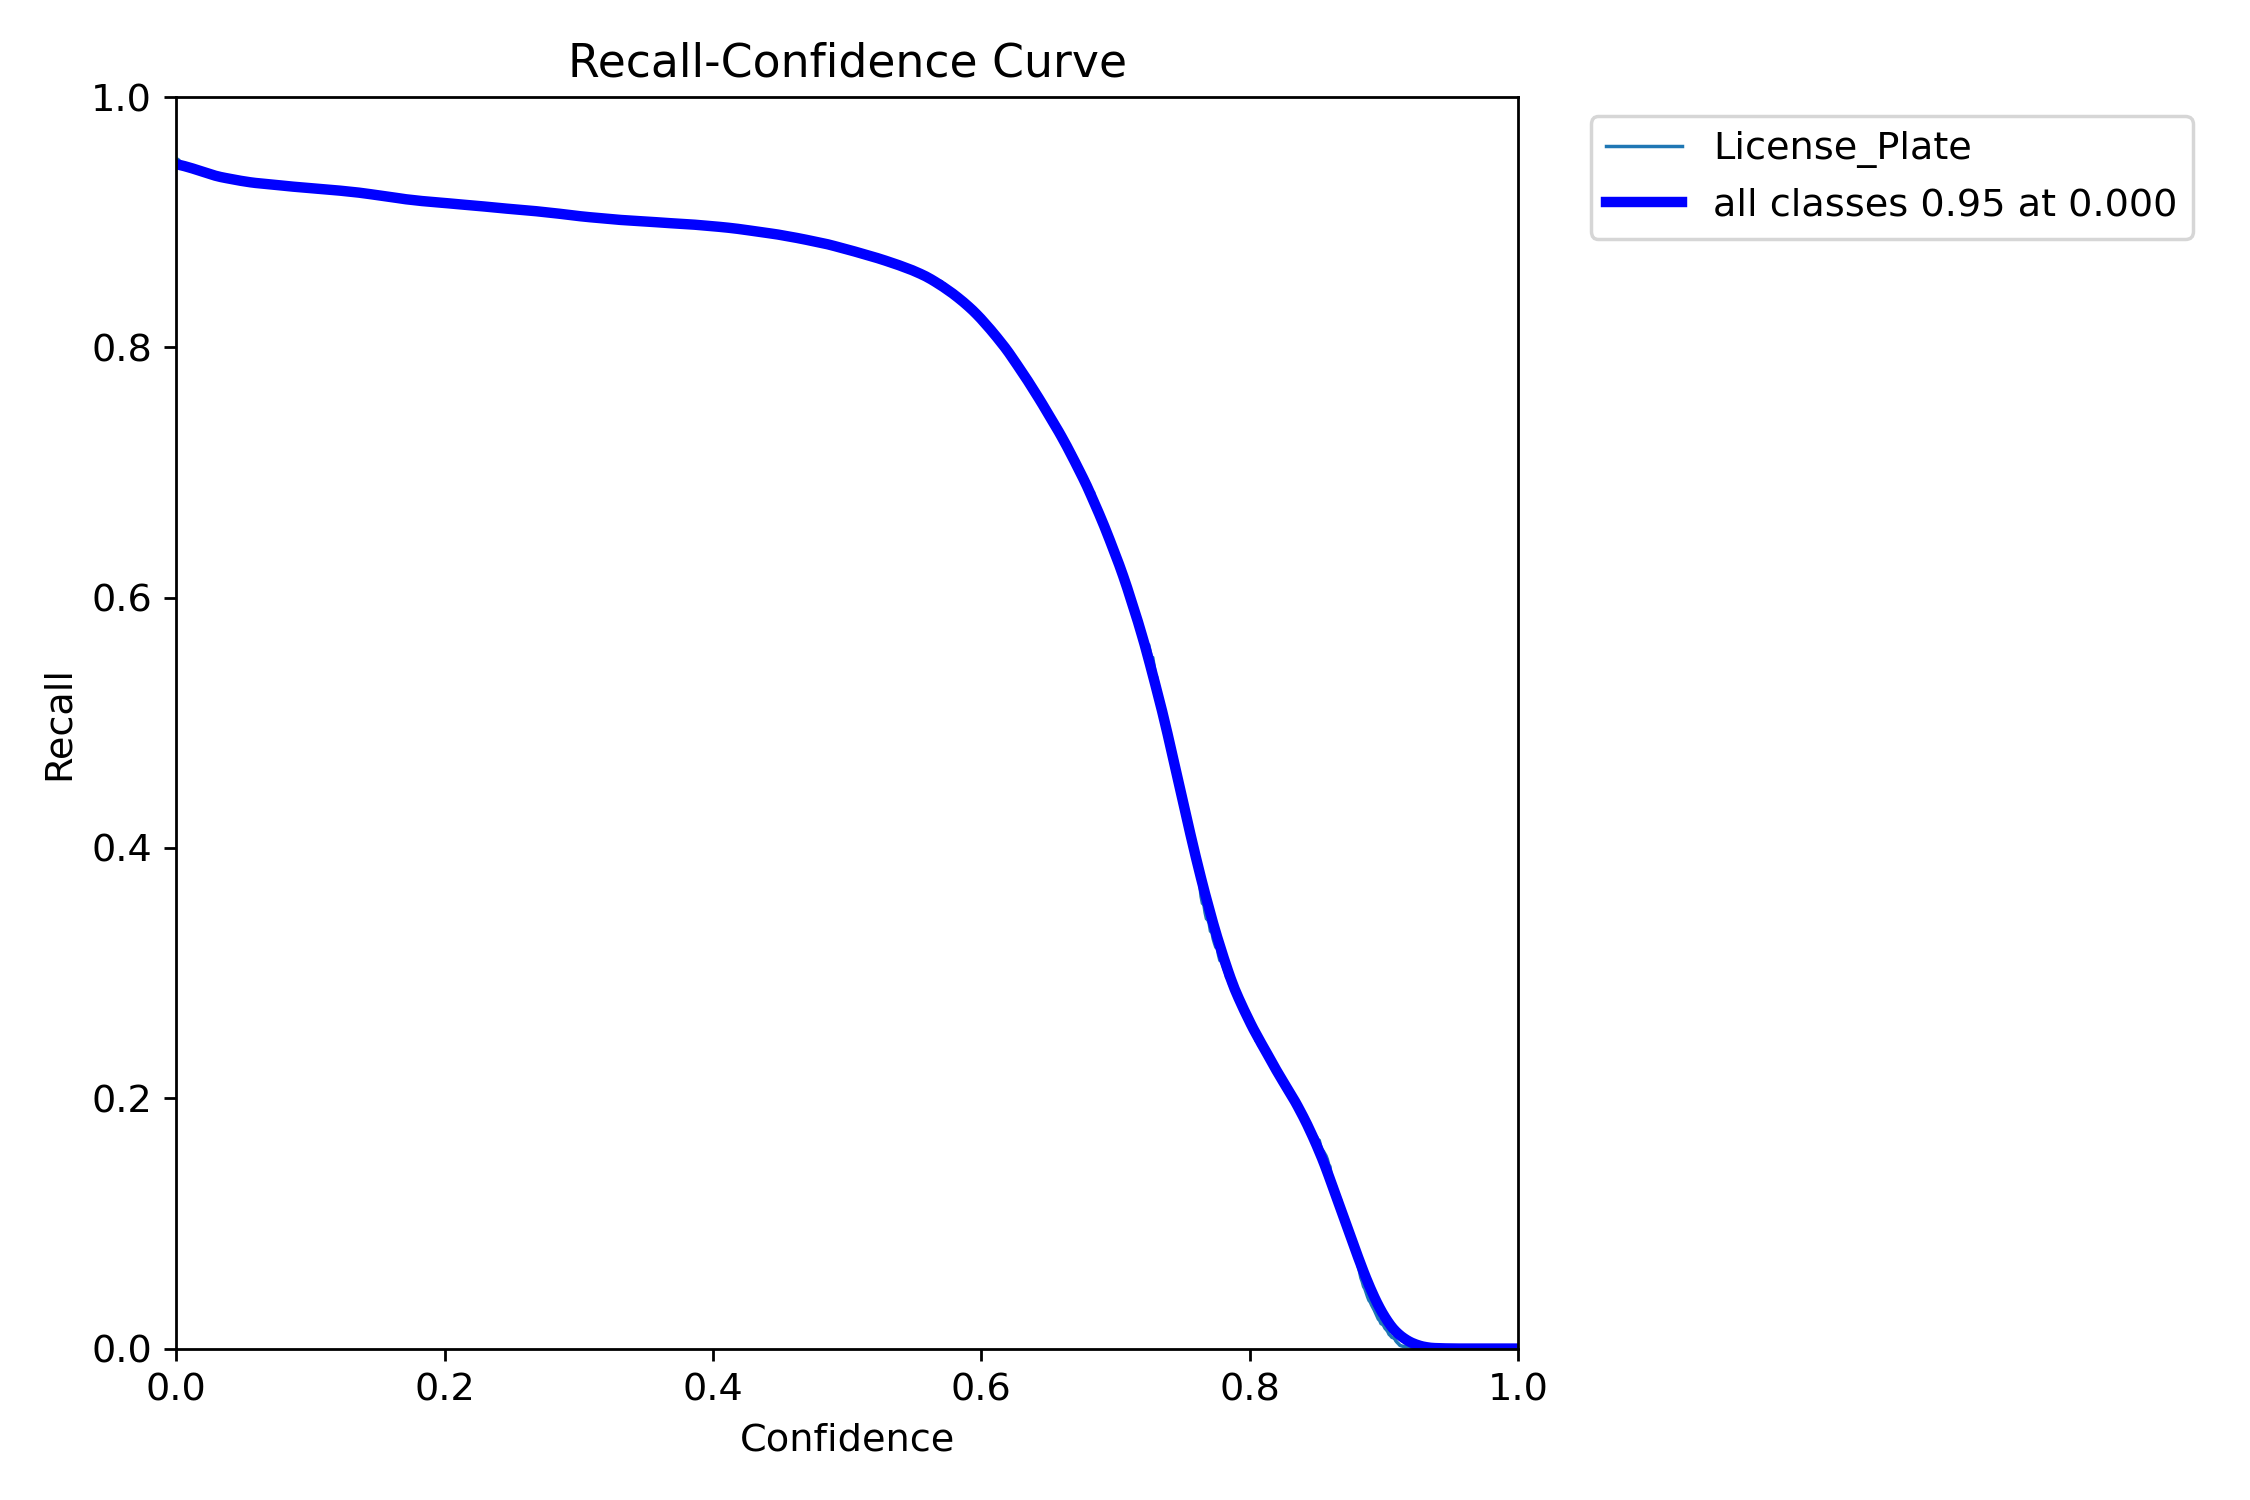 Recall-Confidence Curve
1.0
0.8
0.6
0.4
0.2
0.0
Recall
0.0 0.2 0.4 0.6 0.8 1.0
Confidence
License_Plate
all classes 0.95 at 0.000